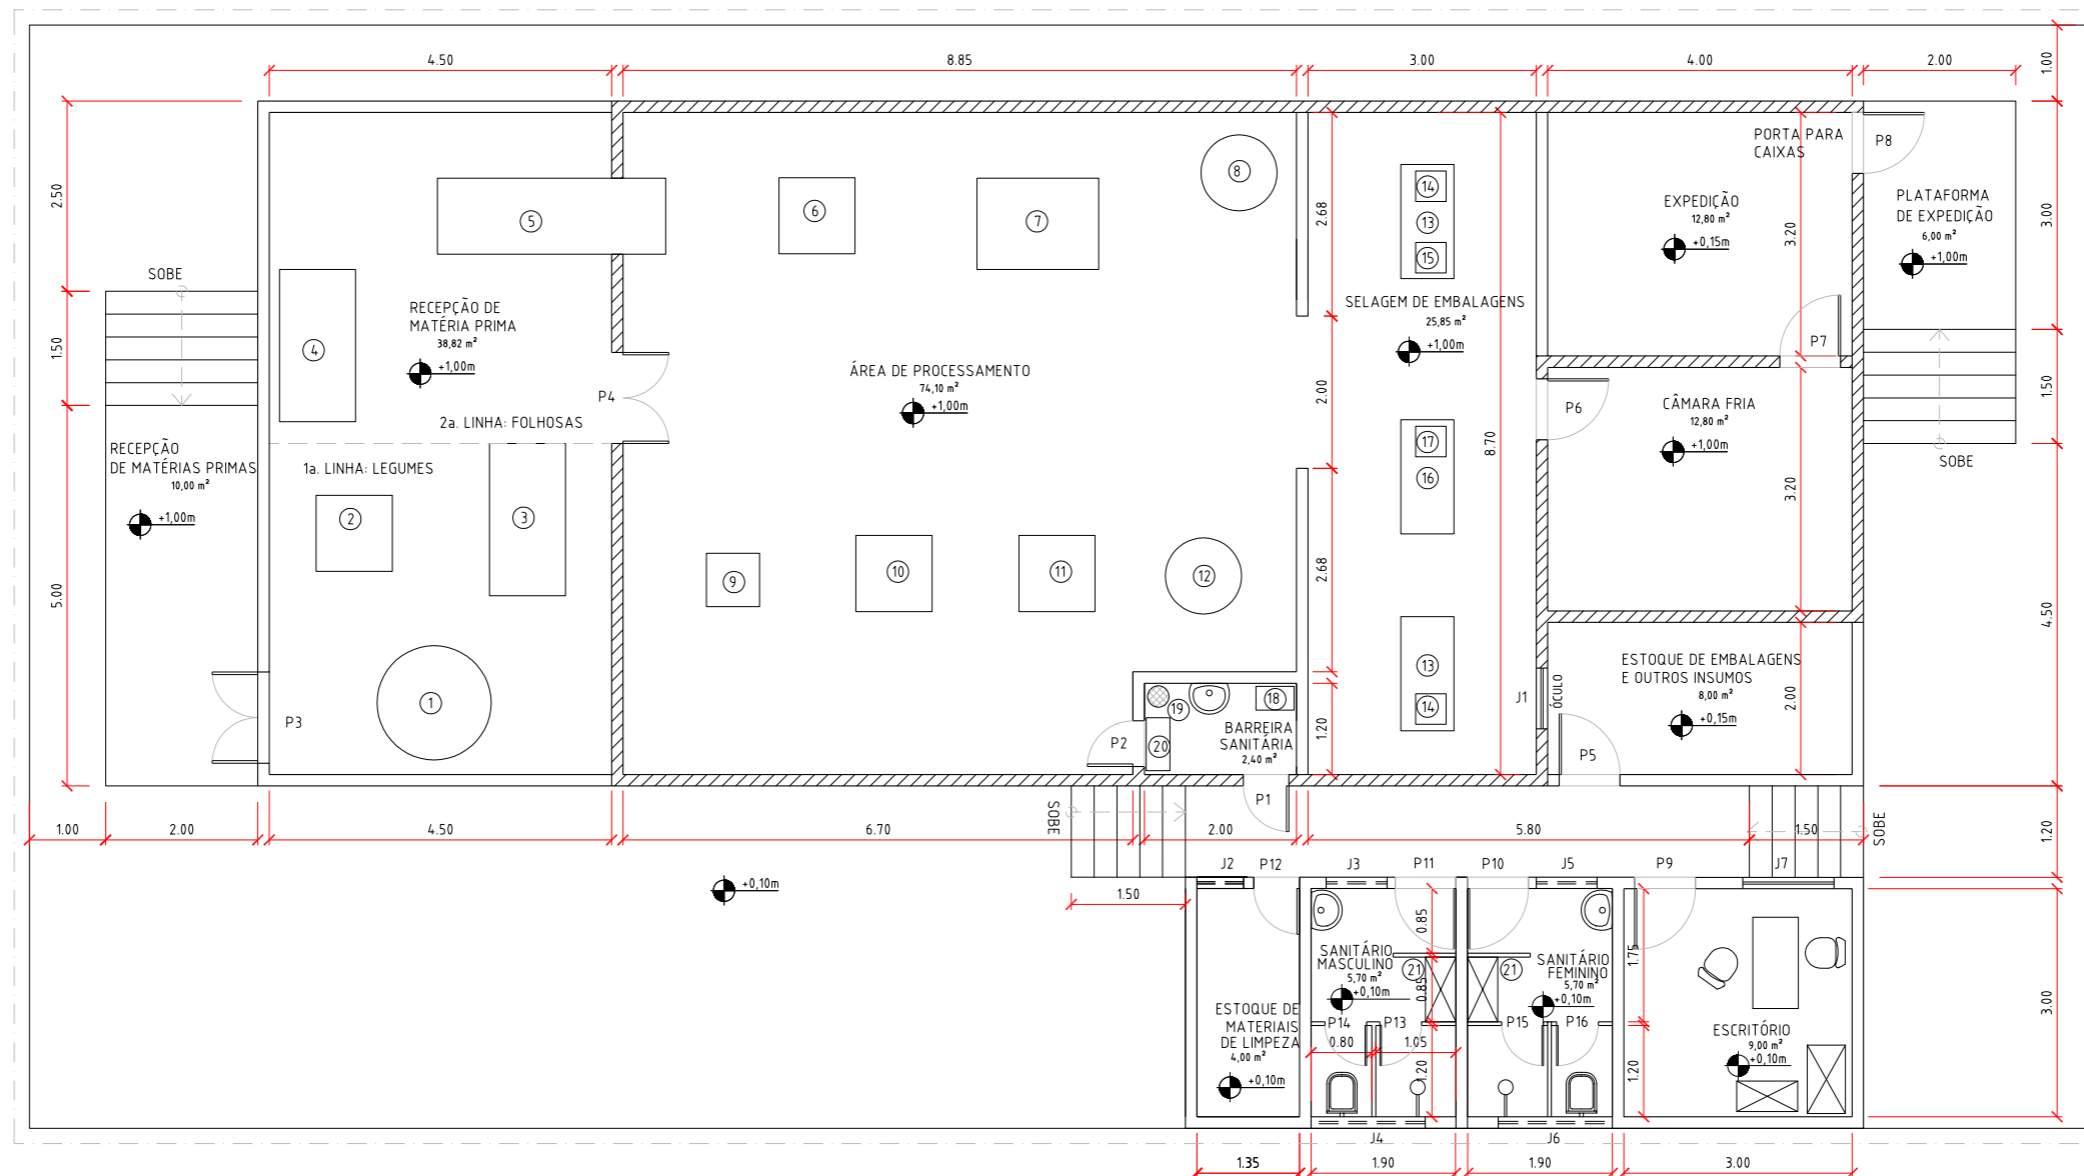 4.50
8.85
3.00
4.00
2.00
1.00
2.50
1.50
5.00
3.00
1.50
4.50
1.20
3.00
SOBE
RECEPÇÃO
DE MATÉRIAS PRIMAS
10,00 m²
+1,00m
RECEPÇÃO DE
MATÉRIA PRIMA
38,82 m²
+1,00m
2a. LINHA: FOLHOSAS
1a. LINHA: LEGUMES
1
2
3
4
5
P3
P4
ÁREA DE PROCESSAMENTO
74,10 m²
+1,00m
6
7
8
9
10
11
12
P2
2.68
2.00
2.68
1.20
19
18
20
BARREIRA
SANITÁRIA
2,40 m²
P1
14
13
15
SELAGEM DE EMBALAGENS
25,85 m²
+1,00m
17
16
13
14
8.70
J1
ÓCULO
P6
PORTA PARA
CAIXAS
P8
EXPEDIÇÃO
12,80 m²
+0,15m
3.20
P7
PLATAFORMA
DE EXPEDIÇÃO
6,00 m²
+1,00m
SOBE
CÂMARA FRIA
12,80 m²
+1,00m
3.20
ESTOQUE DE EMBALAGENS
E OUTROS INSUMOS
8,00 m²
+0,15m
2.00
P5
1.00
2.00
4.50
6.70
2.00
5.80
1.50
SOBE
SOBE
+0,10m
1.50
J2
P12
J3
P11
P10
J5
P9
J7
ESTOQUE DE
MATERIAIS
DE LIMPEZA
4,00 m²
+0,10m
SANITÁRIO
MASCULINO
5,70 m²
+0,10m
21
0.85
0.85
P14
P13
0.80
1.05
1.20
J4
SANITÁRIO
FEMININO
5,70 m²
+0,10m
21
P15
P16
J6
1.75
1.20
ESCRITÓRIO
9,00 m²
+0,10m
1.35
1.90
1.90
3.00